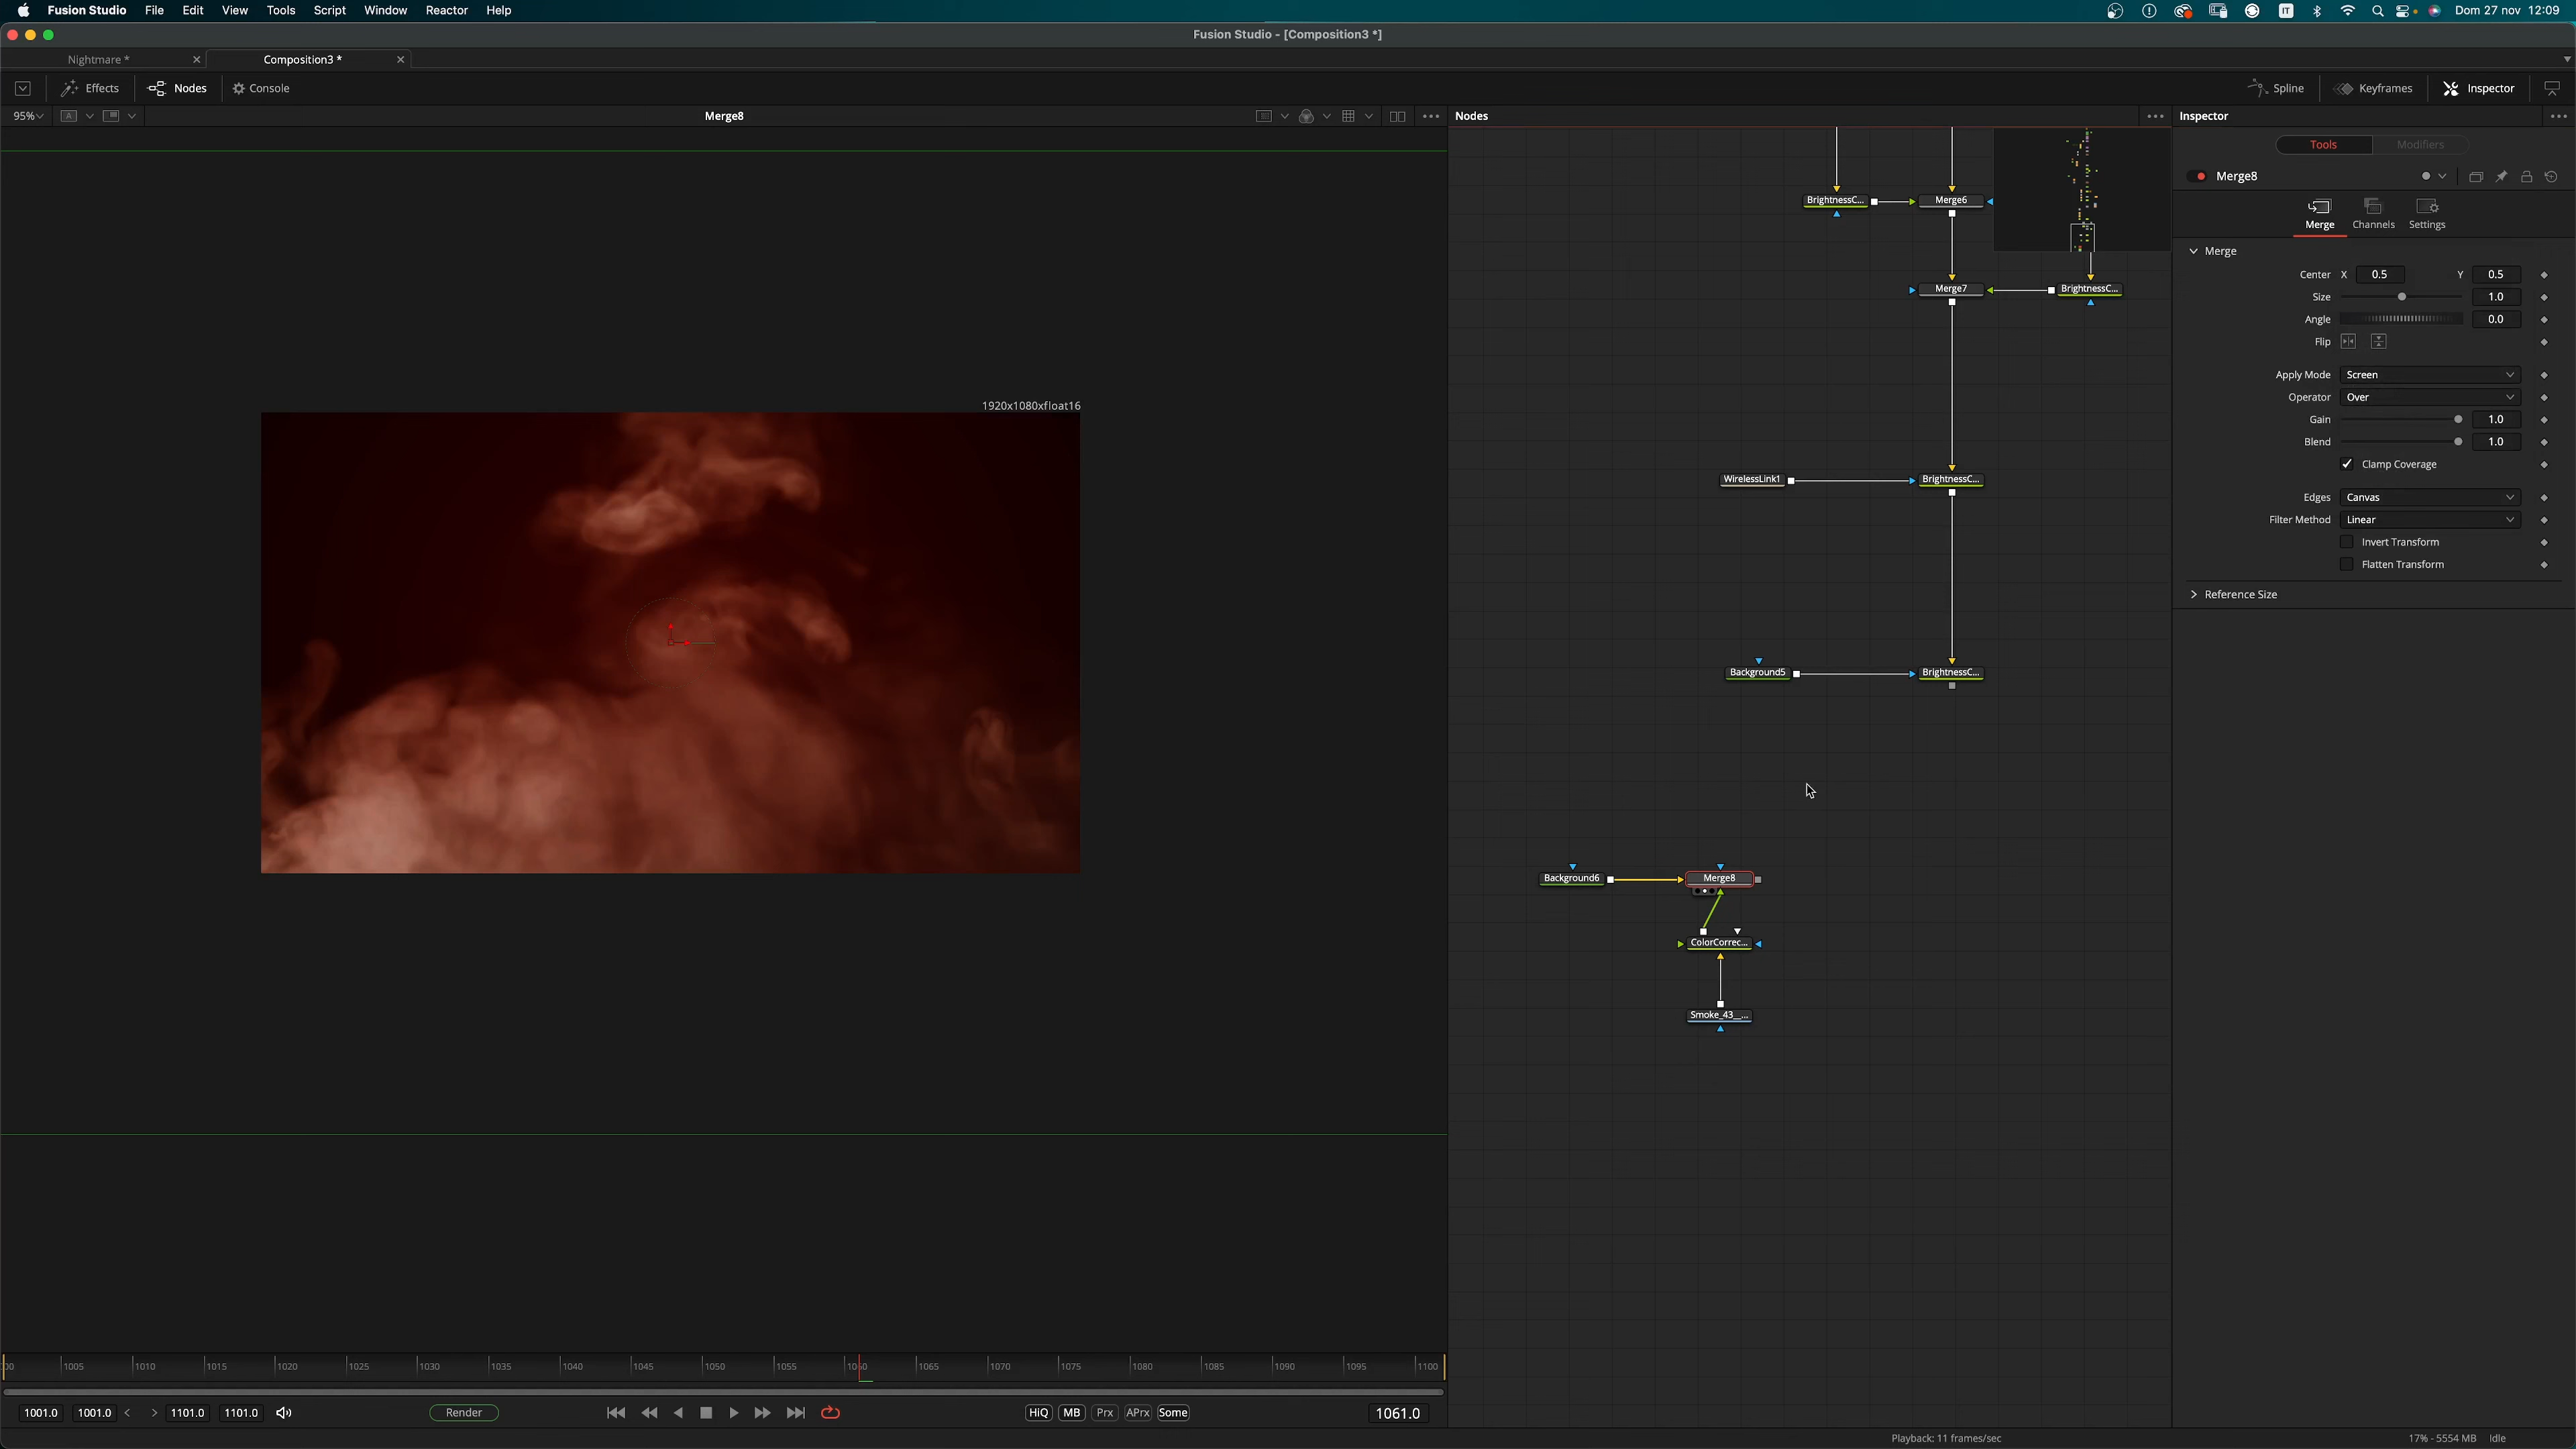 Fusion Studio File Edit View Tools Script Window Reactor Help
IT Dom 27 nov 12:09
Fusion Studio - [Composition3 *]
Nightmare * Composition3 *
Effects Nodes Console Spline Keyframes Inspector
95% A Merge8 Nodes Inspector
Tools Modifiers
Merge8
Merge Channels Settings
Merge
Center X 0.5 Y 0.5
Size 1.0
Angle 0.0
Flip
Apply Mode Screen
Operator Over
Gain 1.0
Blend 1.0
Clamp Coverage
Edges Canvas
Filter Method Linear
Invert Transform
Flatten Transform
Reference Size
BrightnessC... Merge6
Merge7 BrightnessC...
1920x1080xfloat16
WirelessLink1 BrightnessC...
Background5 BrightnessC...
Background6 Merge8
ColorCorrec...
Smoke_43__...
1005 1010 1015 1020 1025 1030 1035 1040 1045 1050 1055 1060 1065 1070 1075 1080 1085 1090 1095 1100
1001.0 1001.0 < > 1101.0 1101.0 Render HiQ MB Prx APrx Some 1061.0
Playback: 11 frames/sec 17% - 5554 MB Idle